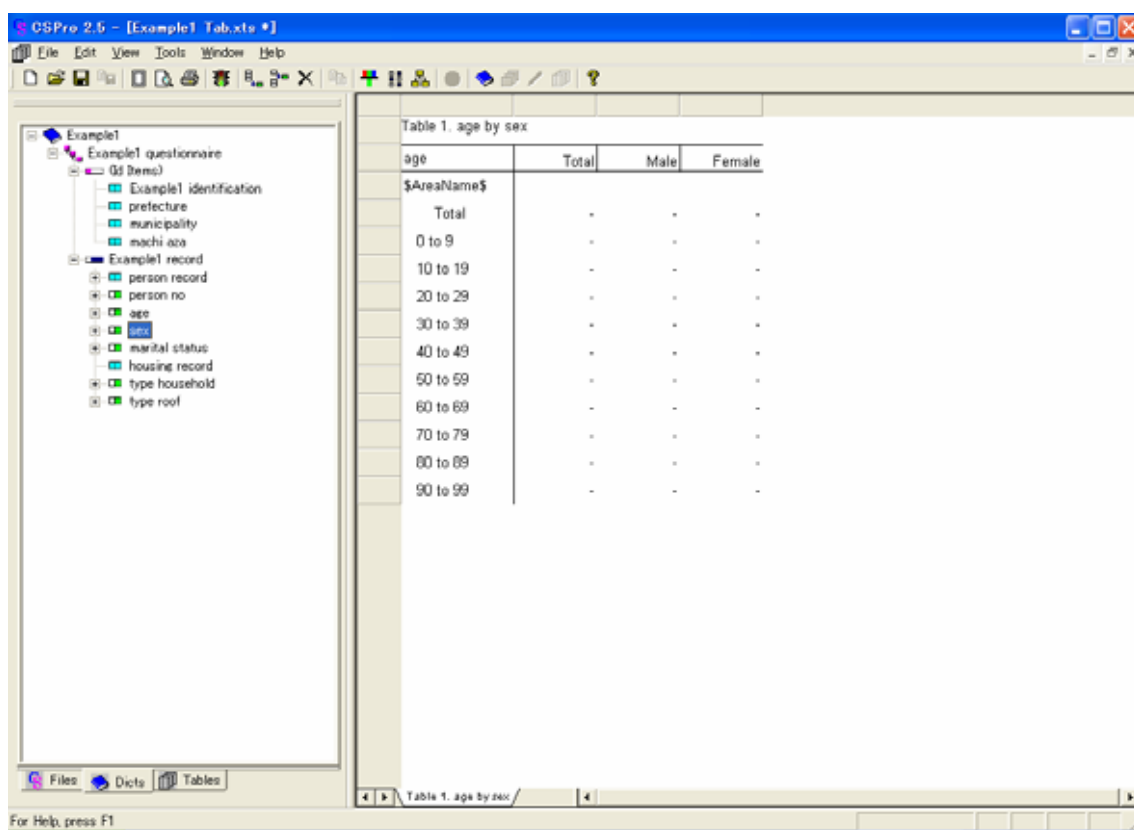 CSPro 2.5 - [Example1 Tab.xts *]
File Edit View Tools Window Help
Example1
Example1 questionnaire
(Id Items)
Example1 identification
prefecture
municipality
machi aza
Example1 record
person record
person no
age
sex
marital status
housing record
type household
type roof
Files Dicts Tables
Table 1. age by sex
age Total Male Female
$AreaName$
Total - - -
0 to 9 - - -
10 to 19 - - -
20 to 29 - - -
30 to 39 - - -
40 to 49 - - -
50 to 59 - - -
60 to 69 - - -
70 to 79 - - -
80 to 89 - - -
90 to 99 - - -
Table 1. age by sex
For Help, press F1